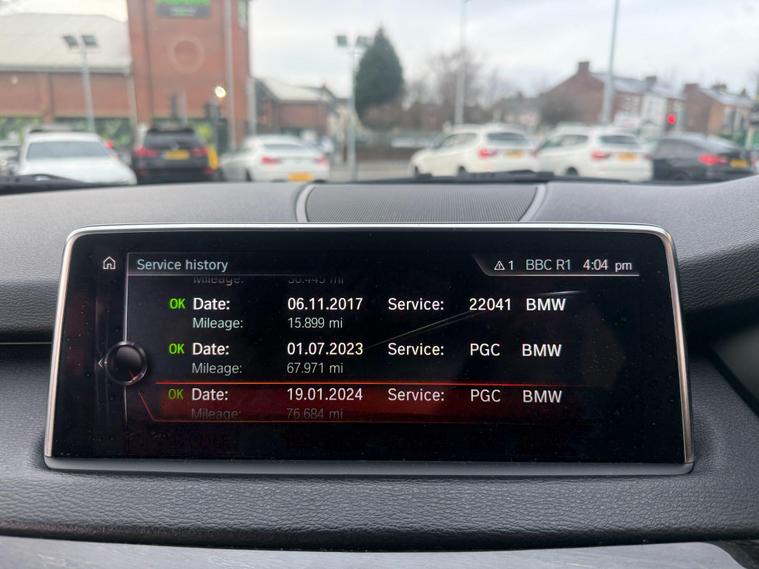 Service history
1
BBC R1
4:04 pm
OK Date: 06.11.2017 Service: 22041 BMW
Mileage: 15.899 mi
OK Date: 01.07.2023 Service: PGC BMW
Mileage: 67.971 mi
OK Date: 19.01.2024 Service: PGC BMW
Mileage: 76.684 mi